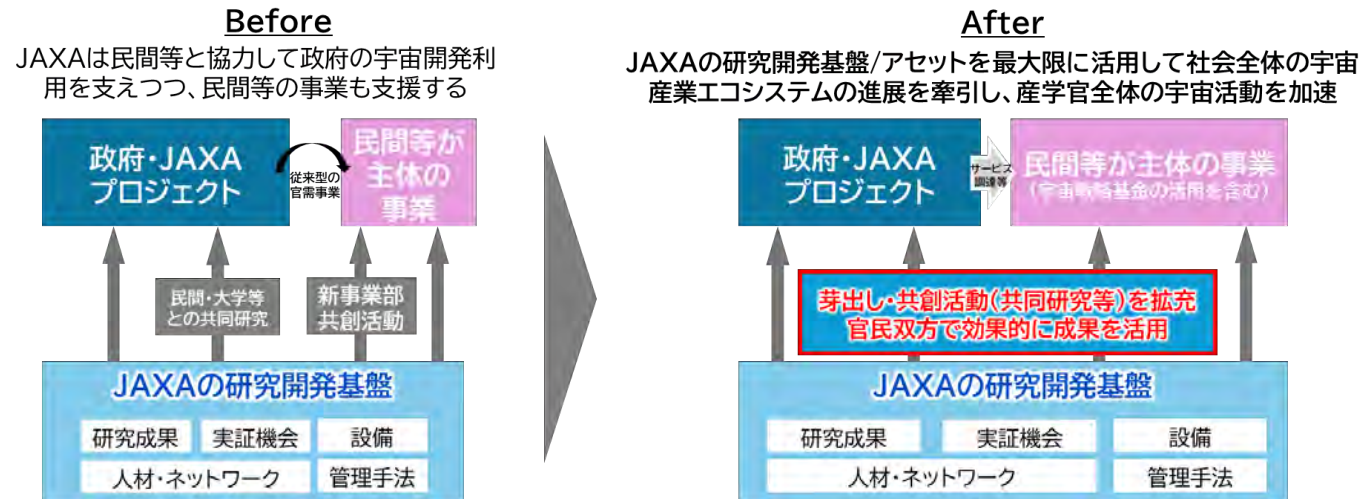 Before
JAXAは民間等と協力して政府の宇宙開発利
用を支えつつ、民間等の事業も支援する
政府・JAXA
プロジェクト
従来型の
官需事業
民間等が
主体の
事業
民間・大学等
との共同研究
新事業部
共創活動
JAXAの研究開発基盤
研究成果
実証機会
設備
人材・ネットワーク
管理手法
After
JAXAの研究開発基盤/アセットを最大限に活用して社会全体の宇宙
産業エコシステムの進展を牽引し、産学官全体の宇宙活動を加速
政府・JAXA
プロジェクト
サービス
調達等
民間等が主体の事業
(宇宙戦略基金の活用を含む)
芽出し・共創活動(共同研究等)を拡充
官民双方で効果的に成果を活用
JAXAの研究開発基盤
研究成果
実証機会
設備
人材・ネットワーク
管理手法